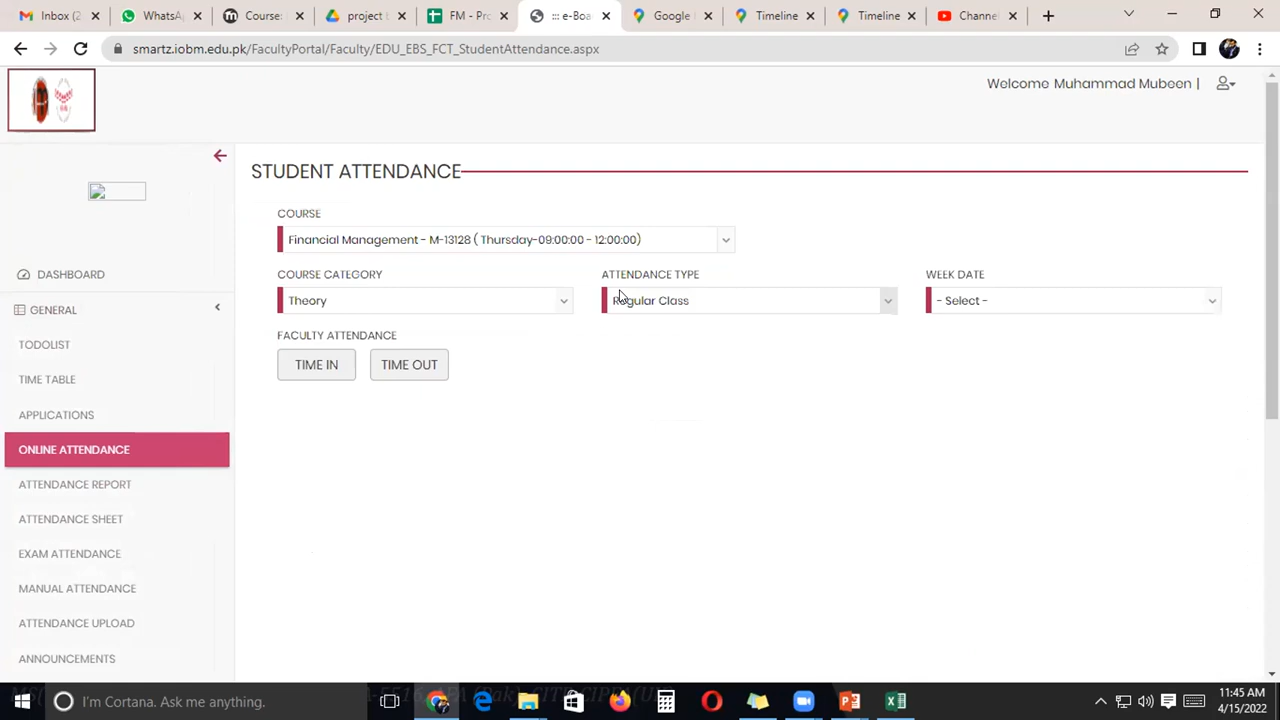 Inbox (2
WhatsA
Course:
project b
FM - Pro
::: e-Boa
Google
Timeline
Timeline
Channe
smartz.iobm.edu.pk/FacultyPortal/Faculty/EDU_EBS_FCT_StudentAttendance.aspx
Welcome Muhammad Mubeen |
STUDENT ATTENDANCE
COURSE
Financial Management - M-13128 ( Thursday-09:00:00 - 12:00:00)
COURSE CATEGORY
ATTENDANCE TYPE
WEEK DATE
Theory
Regular Class
- Select -
FACULTY ATTENDANCE
TIME IN
TIME OUT
DASHBOARD
GENERAL
TODOLIST
TIME TABLE
APPLICATIONS
ONLINE ATTENDANCE
ATTENDANCE REPORT
ATTENDANCE SHEET
EXAM ATTENDANCE
MANUAL ATTENDANCE
ATTENDANCE UPLOAD
ANNOUNCEMENTS
I'm Cortana. Ask me anything.
11:45 AM
4/15/2022